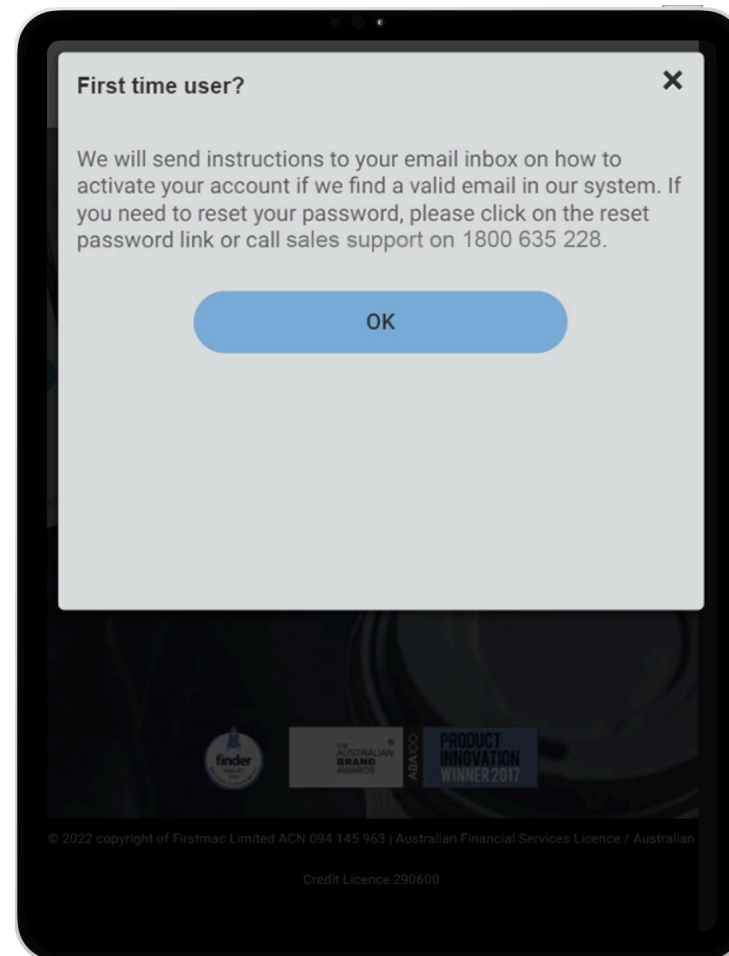 First time user?
We will send instructions to your email inbox on how to
activate your account if we find a valid email in our system. If
you need to reset your password, please click on the reset
password link or call sales support on 1800 635 228.
OK
finder
THE
AUSTRALIAN
BRAND
AWARDS
ABA100
PRODUCT
INNOVATION
WINNER 2017
© 2022 copyright of Firstmac Limited ACN 094 145 963 | Australian Financial Services Licence / Australian
Credit Licence 290600